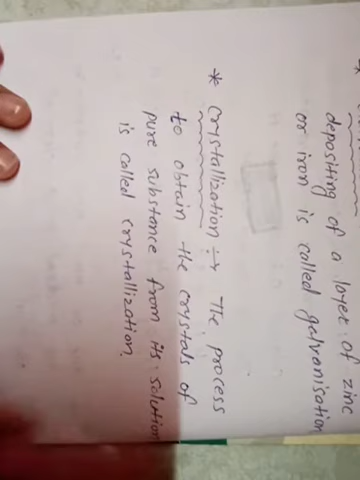 depositing of a layer of zinc
or iron is called galvanisation
* Crystallization :→ The process
to obtain the crystals of
pure substance from its solution
is called crystallization.